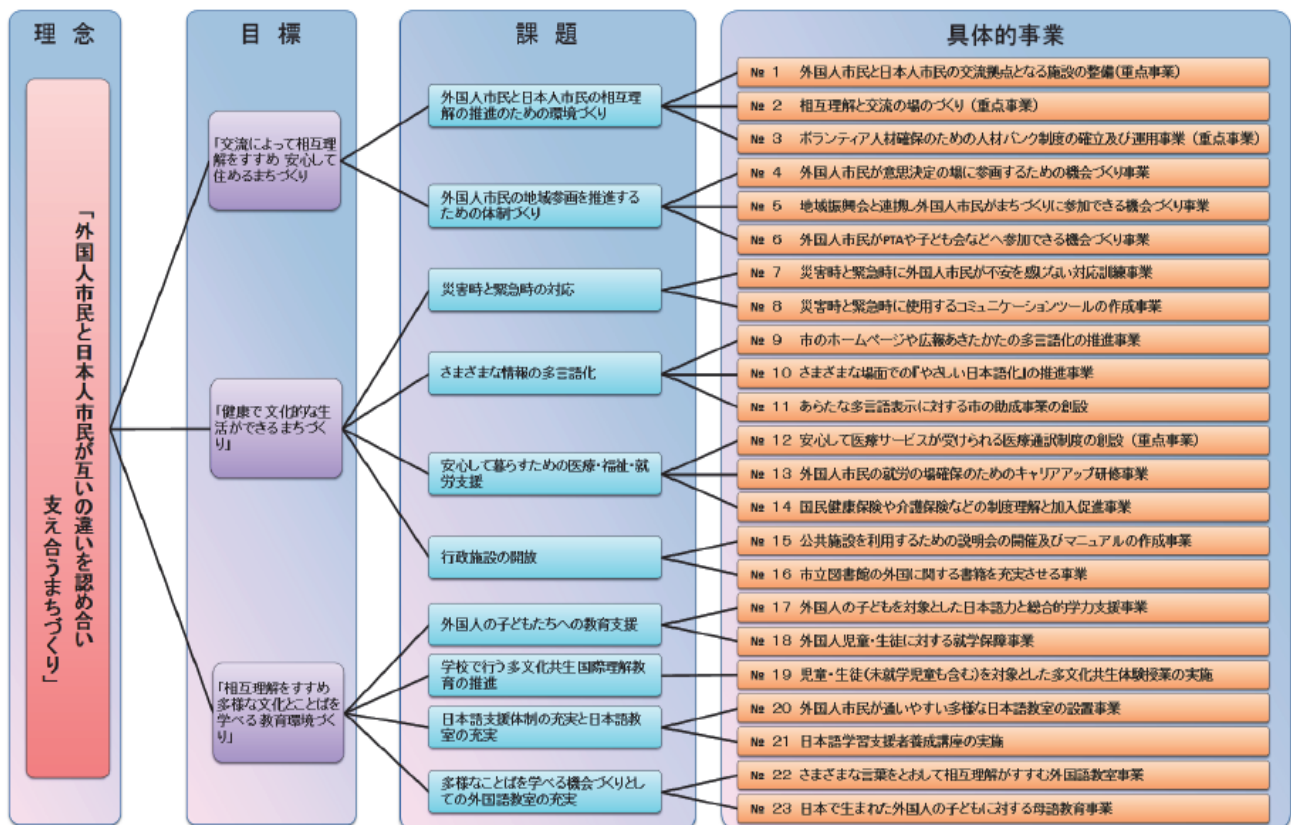 理 念
「外国人市民と日本人市民が互いの違いを認め合い
支え合うまちづくり」
目 標
「交流によって相互理
解をすすめ 安心して
住めるまちづくり
「健康で 文化的な生
活ができる まちづく
り」
「相互理解をすすめ
多様な文化とことばを
学べる 教育環境づく
り」
課 題
外国人市民と日本人市民の相互理
解の推進のための環境づくり
外国人市民の地域参画を推進する
ための体制づくり
災害時と緊急時の対応
さまざまな情報の多言語化
安心して暮らすための医療・福祉・就
労支援
行政施設の開放
外国人の子どもたちへの教育支援
学校で行う多文化共生国際理解教
育の推進
日本語支援体制の充実と日本語教
室の充実
多様なことばを学べる機会づくりとし
ての外国語教室の充実
具体的事業
№ 1 外国人市民と日本人市民の交流拠点となる施設の整備(重点事業)
№ 2 相互理解と交流の場のづくり (重点事業)
№ 3 ボランティア人材確保のための人材バンク制度の確立及び運用事業 (重点事業)
№ 4 外国人市民が意思決定の場に参画するための機会づくり事業
№ 5 地域振興会と連携し外国人市民がまちづくりに参加できる機会づくり事業
№ 6 外国人市民がPTAや子ども会などへ参加できる機会づくり事業
№ 7 災害時と緊急時に外国人市民が不安を感じない対応訓練事業
№ 8 災害時と緊急時に使用するコミュニケーションツールの作成事業
№ 9 市のホームページや広報あきたかたの多言語化の推進事業
№ 10 さまざまな場面での『やさしい日本語化』の推進事業
№ 11 あらたな多言語表示に対する市の助成事業の創設
№ 12 安心して医療サービスが受けられる医療通訳制度の創設 (重点事業)
№ 13 外国人市民の就労の場確保のためのキャリアアップ研修事業
№ 14 国民健康保険や介護保険などの制度理解と加入促進事業
№ 15 公共施設を利用するための説明会の開催及びマニュアルの作成事業
№ 16 市立図書館の外国に関する書籍を充実させる事業
№ 17 外国人の子どもを対象とした日本語力と総合的学力支援事業
№ 18 外国人児童・生徒に対する就学保障事業
№ 19 児童・生徒(未就学児童も含む)を対象とした多文化共生体験授業の実施
№ 20 外国人市民が通いやすい多様な日本語教室の設置事業
№ 21 日本語学習支援者養成講座の実施
№ 22 さまざまな言葉をとおして相互理解がすすむ外国語教室事業
№ 23 日本で生まれた外国人の子どもに対する母語教育事業